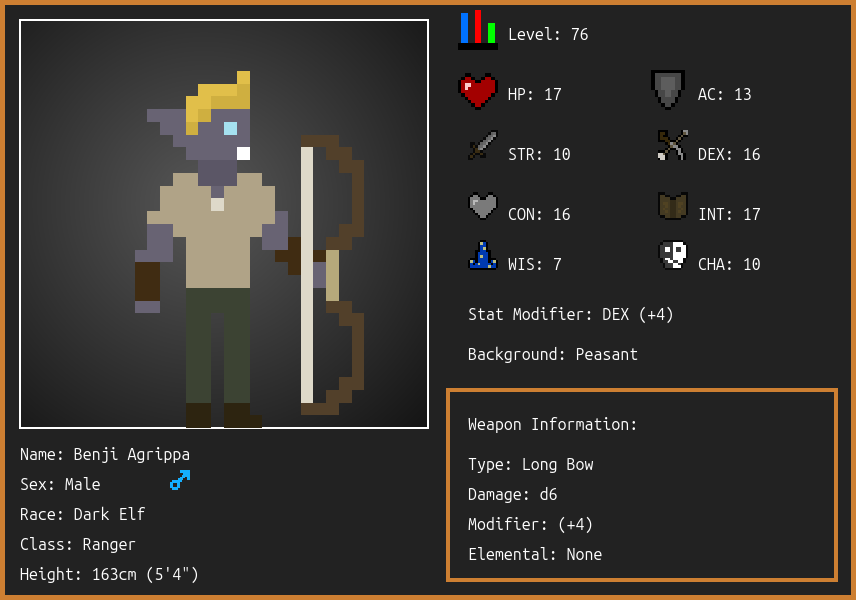 Level: 76
HP: 17
AC: 13
STR: 10
DEX: 16
CON: 16
INT: 17
WIS: 7
CHA: 10
Stat Modifier: DEX (+4)
Background: Peasant
Weapon Information:
Type: Long Bow
Damage: d6
Modifier: (+4)
Elemental: None
Name: Benji Agrippa
Sex: Male
Race: Dark Elf
Class: Ranger
Height: 163cm (5'4")